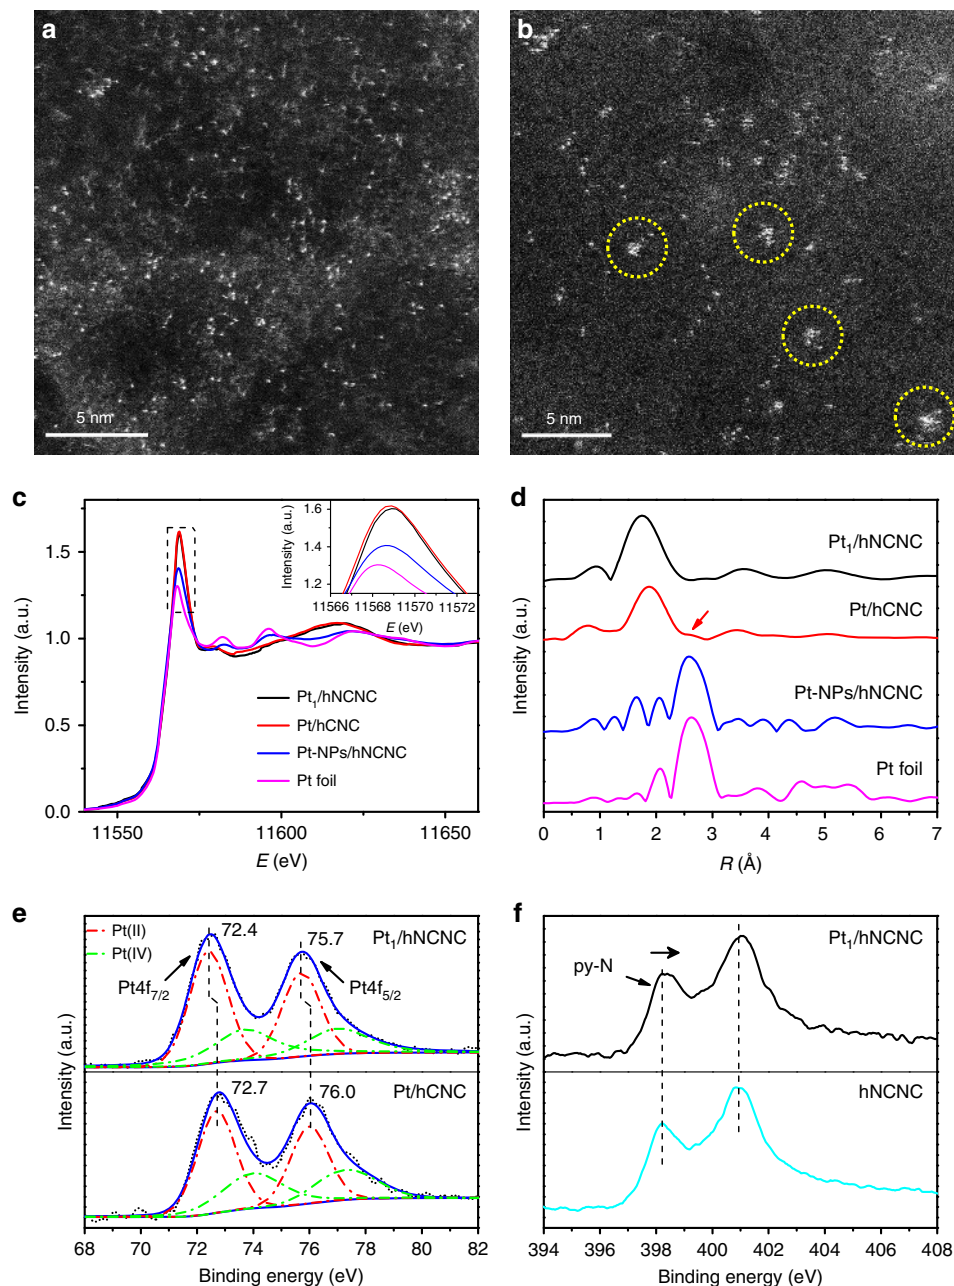 a
5 nm
b
5 nm
c
Intensity (a.u.)
1.5
1.0
0.5
0.0
11550
11600
11650
E (eV)
Intensity (a.u.)
1.6
1.4
1.2
11566
11568
11570
11572
E (eV)
Pt₁/hNCNC
Pt/hCNC
Pt-NPs/hNCNC
Pt foil
d
Intensity (a.u.)
Pt₁/hNCNC
Pt/hCNC
Pt-NPs/hNCNC
Pt foil
0 1 2 3 4 5 6 7
R (Å)
e
Intensity (a.u.)
Pt(II)
Pt(IV)
72.4
75.7
Pt₁/hNCNC
Pt4f₇/₂
Pt4f₅/₂
72.7
76.0
Pt/hCNC
68 70 72 74 76 78 80 82
Binding energy (eV)
f
Intensity (a.u.)
Pt₁/hNCNC
py-N
hNCNC
394 396 398 400 402 404 406 408
Binding energy (eV)